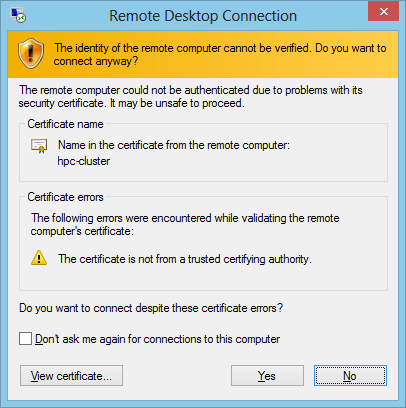 Remote Desktop Connection
The identity of the remote computer cannot be verified. Do you want to
connect anyway?
The remote computer could not be authenticated due to problems with its
security certificate. It may be unsafe to proceed.
Certificate name
Name in the certificate from the remote computer:
hpc-cluster
Certificate errors
The following errors were encountered while validating the remote
computer's certificate:
The certificate is not from a trusted certifying authority.
Do you want to connect despite these certificate errors?
Don't ask me again for connections to this computer
View certificate... Yes No